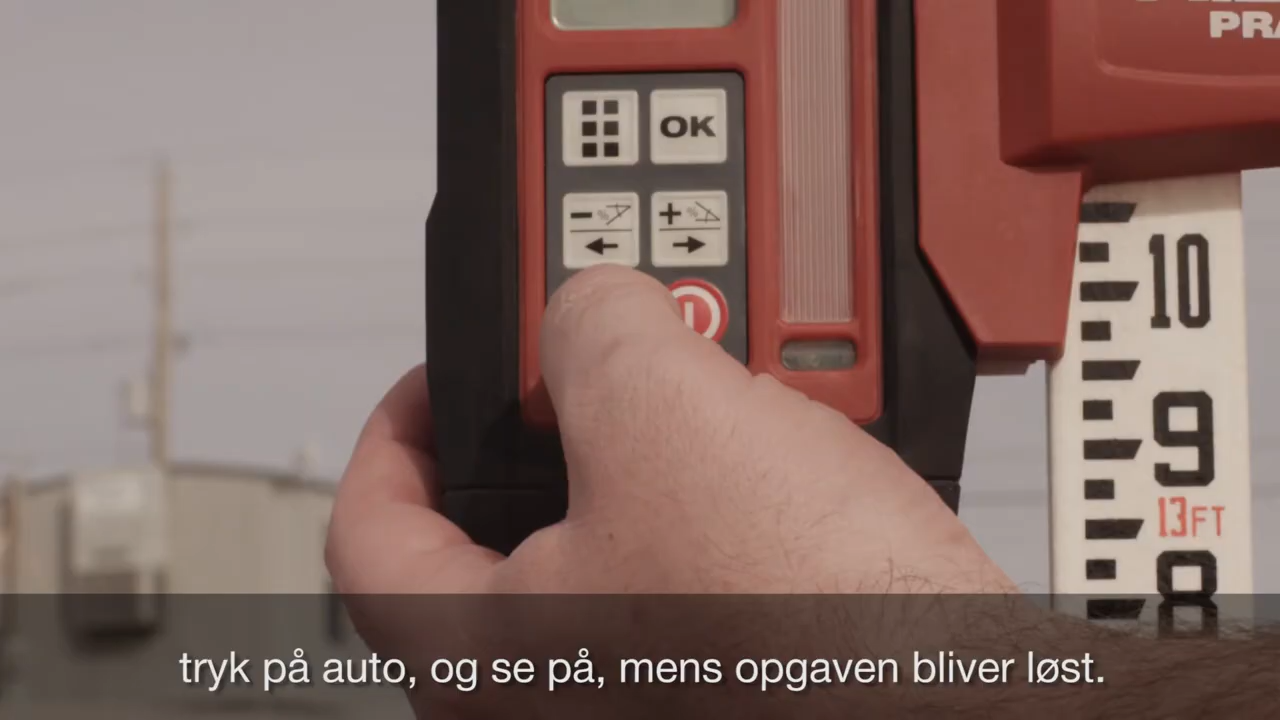 PRA
OK
- %
+ %
10
9
13FT
8
tryk på auto, og se på, mens opgaven bliver løst.